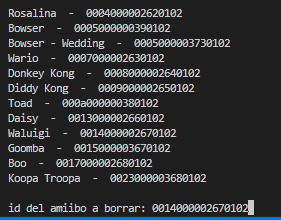 Rosalina  -  0004000002620102
Bowser  -  0005000000390102
Bowser - Wedding  -  0005000003730102
Wario  -  0007000002630102
Donkey Kong  -  0008000002640102
Diddy Kong  -  0009000002650102
Toad  -  000a000000380102
Daisy  -  0013000002660102
Waluigi  -  0014000002670102
Goomba  -  0015000003670102
Boo  -  0017000002680102
Koopa Troopa  -  0023000003680102
id del amiibo a borrar: 0014000002670102